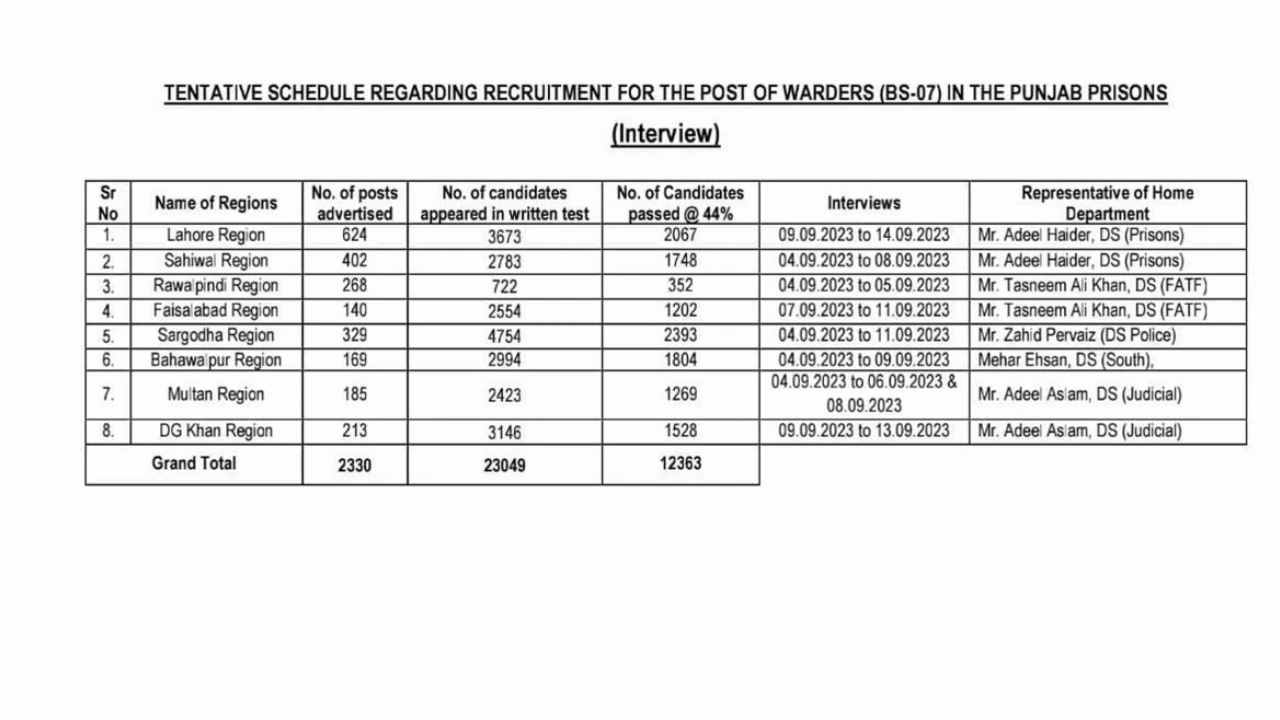 TENTATIVE SCHEDULE REGARDING RECRUITMENT FOR THE POST OF WARDERS (BS-07) IN THE PUNJAB PRISONS
(Interview)
Sr No | Name of Regions | No. of posts advertised | No. of candidates appeared in written test | No. of Candidates passed @ 44% | Interviews | Representative of Home Department
1. | Lahore Region | 624 | 3673 | 2067 | 09.09.2023 to 14.09.2023 | Mr. Adeel Haider, DS (Prisons)
2. | Sahiwal Region | 402 | 2783 | 1748 | 04.09.2023 to 08.09.2023 | Mr. Adeel Haider, DS (Prisons)
3. | Rawalpindi Region | 268 | 722 | 352 | 04.09.2023 to 05.09.2023 | Mr. Tasneem Ali Khan, DS (FATF)
4. | Faisalabad Region | 140 | 2554 | 1202 | 07.09.2023 to 11.09.2023 | Mr. Tasneem Ali Khan, DS (FATF)
5. | Sargodha Region | 329 | 4754 | 2393 | 04.09.2023 to 11.09.2023 | Mr. Zahid Pervaiz (DS Police)
6. | Bahawalpur Region | 169 | 2994 | 1804 | 04.09.2023 to 09.09.2023 | Mehar Ehsan, DS (South),
7. | Multan Region | 185 | 2423 | 1269 | 04.09.2023 to 06.09.2023 & 08.09.2023 | Mr. Adeel Aslam, DS (Judicial)
8. | DG Khan Region | 213 | 3146 | 1528 | 09.09.2023 to 13.09.2023 | Mr. Adeel Aslam, DS (Judicial)
Grand Total | 2330 | 23049 | 12363